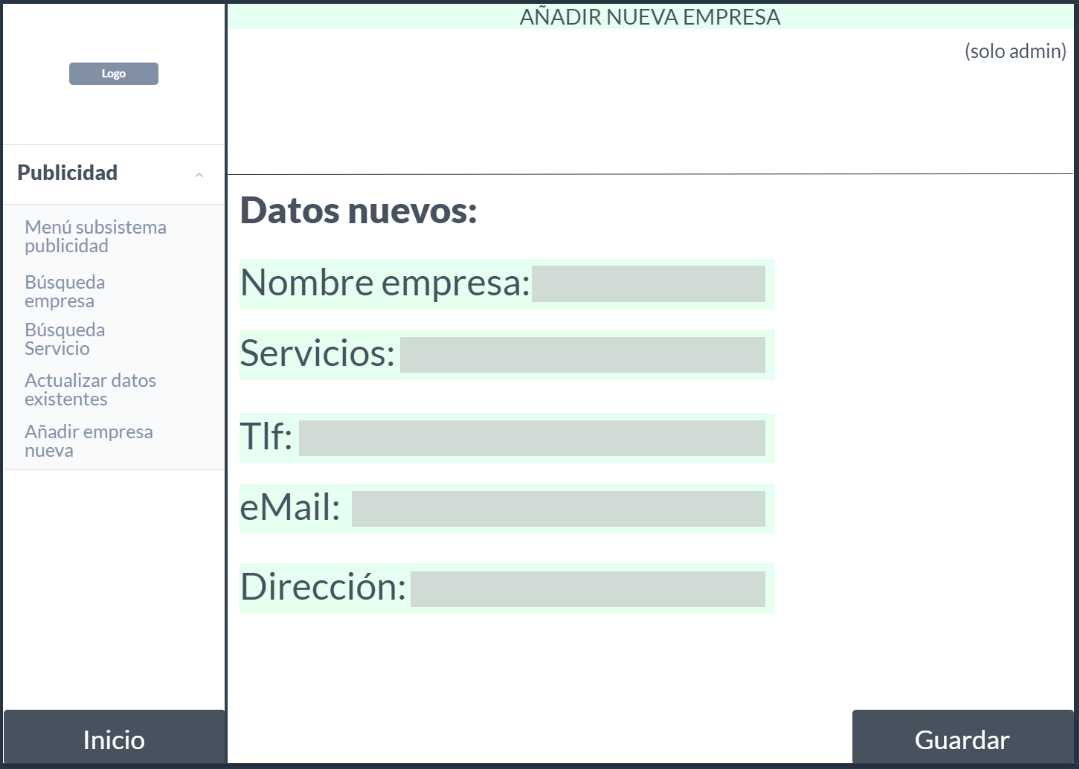 AÑADIR NUEVA EMPRESA
(solo admin)
Logo
Publicidad
Menú subsistema
publicidad
Búsqueda
empresa
Búsqueda
Servicio
Actualizar datos
existentes
Añadir empresa
nueva
Datos nuevos:
Nombre empresa:
Servicios:
Tlf:
eMail:
Dirección:
Inicio
Guardar